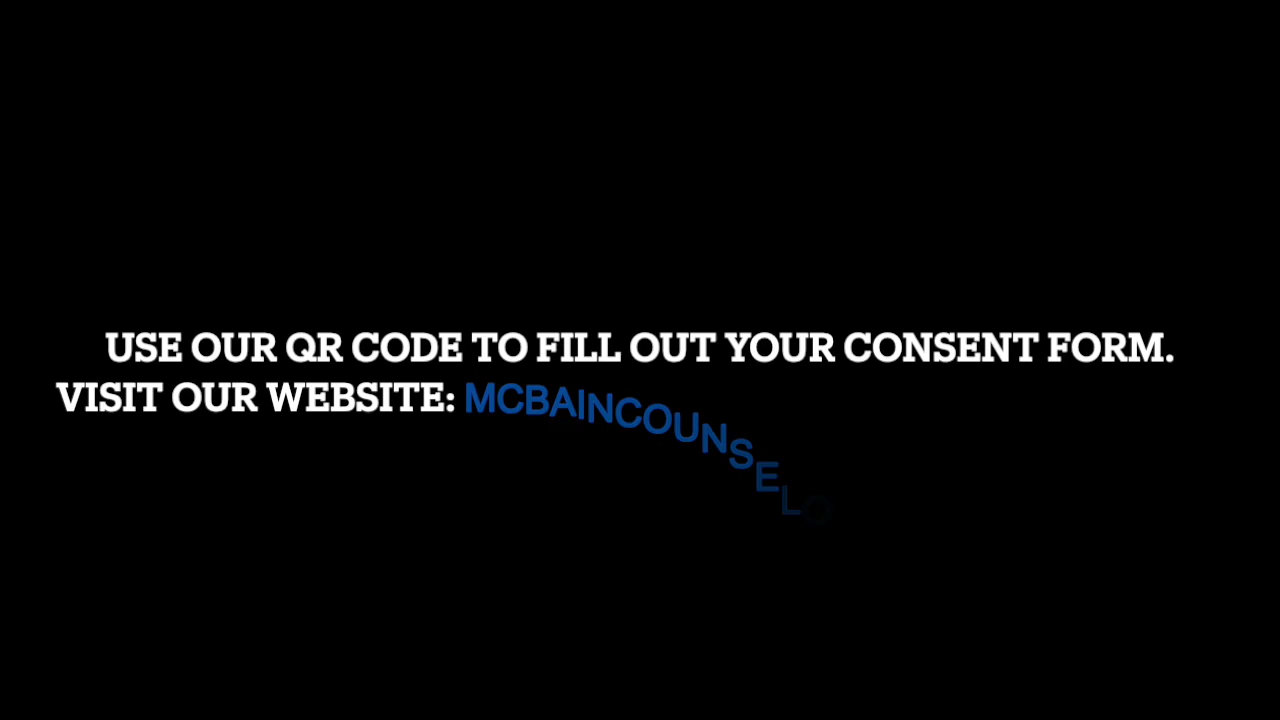 USE OUR QR CODE TO FILL OUT YOUR CONSENT FORM.
VISIT OUR WEBSITE: MCBAINCOUNSELO